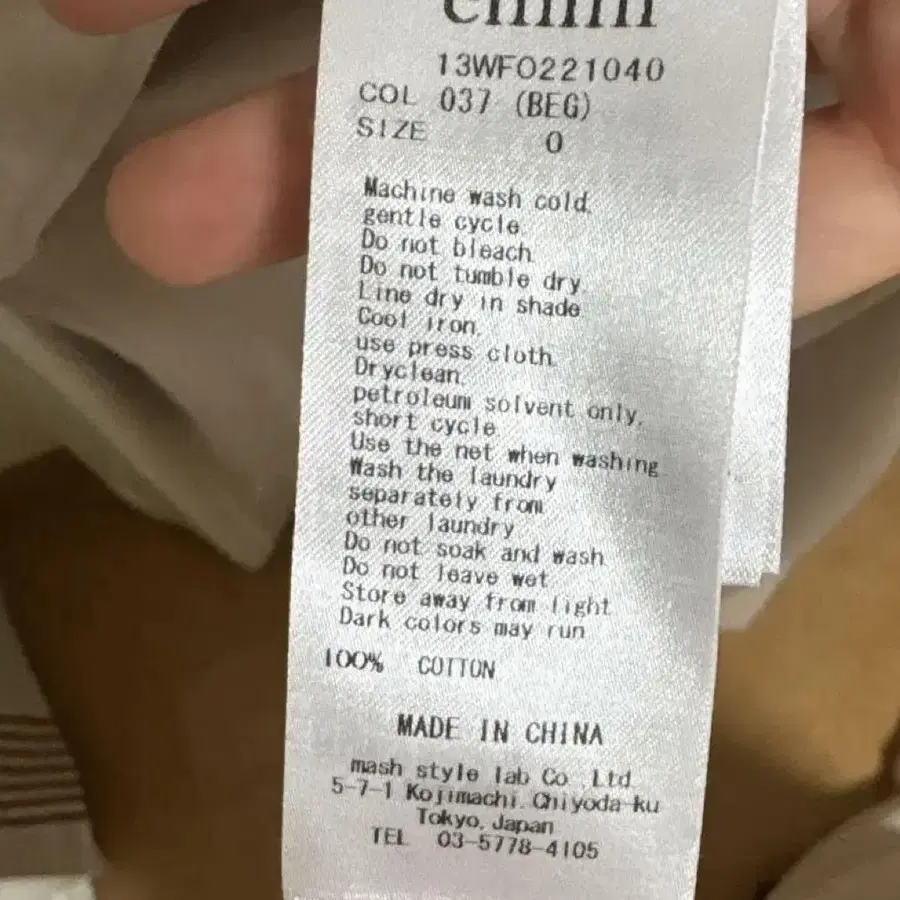 13WFO221040
COL 037 (BEG)
SIZE 0
Machine wash cold,
gentle cycle.
Do not bleach.
Do not tumble dry.
Line dry in shade.
Cool iron,
use press cloth.
Dryclean,
petroleum solvent only,
short cycle.
Use the net when washing.
Wash the laundry
separately from
other laundry.
Do not soak and wash.
Do not leave wet.
Store away from light.
Dark colors may run.
100% COTTON
MADE IN CHINA
mash style lab Co., Ltd.
5-7-1 Kojimachi, Chiyoda-ku
Tokyo, Japan
TEL 03-5778-4105